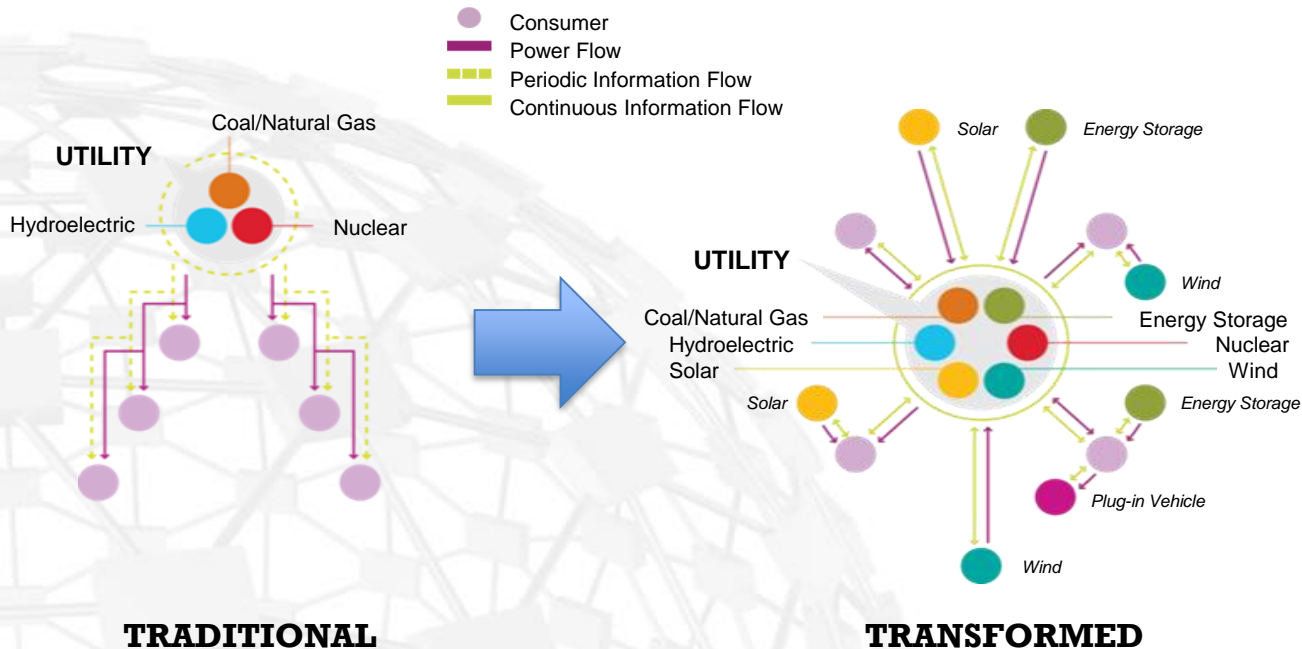 Consumer
Power Flow
Periodic Information Flow
Continuous Information Flow
Coal/Natural Gas
UTILITY
Hydroelectric
Nuclear
TRADITIONAL
Solar
Energy Storage
UTILITY
Wind
Coal/Natural Gas
Energy Storage
Hydroelectric
Nuclear
Solar
Wind
Solar
Energy Storage
Plug-in Vehicle
Wind
TRANSFORMED